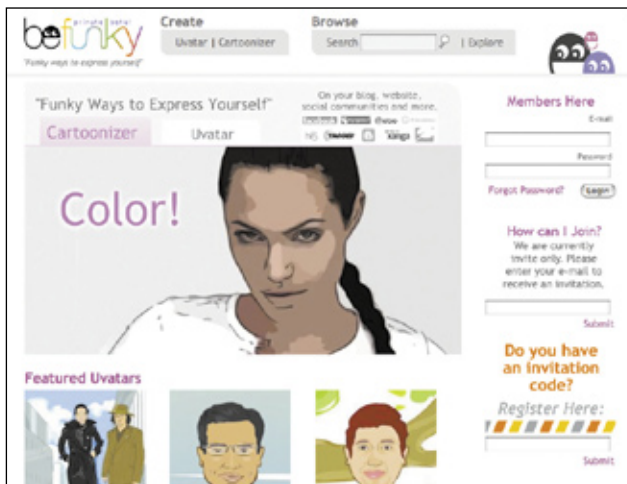 private beta!
befunky
"Funky ways to express yourself"
Create
Uvatar | Cartoonizer
Browse
Search | Explore
"Funky Ways to Express Yourself"
On your blog, website,
social communities and more.
Cartoonizer
Uvatar
Color!
Featured Uvatars
Members Here
E-mail
Password
Forgot Password?
Login
How can I Join?
We are currently
invite only. Please
enter your e-mail to
receive an invitation.
Submit
Do you have
an invitation
code?
Register Here:
Submit